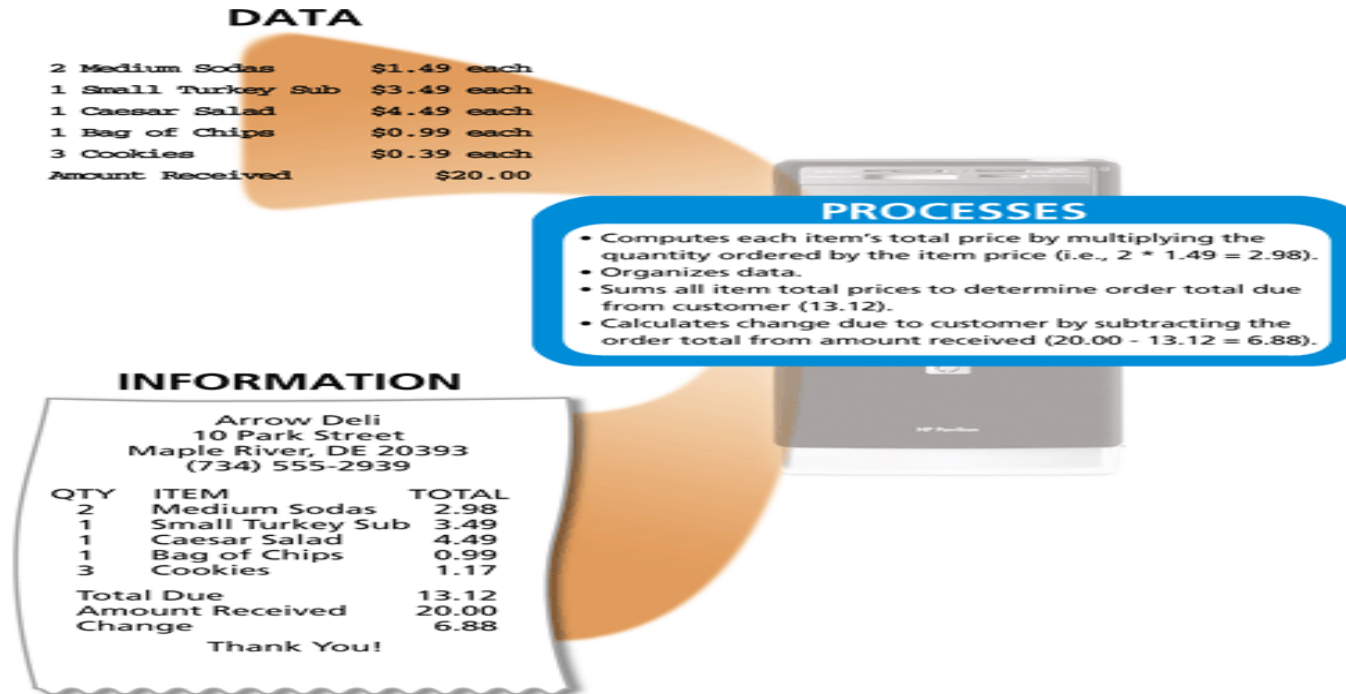 DATA
2 Medium Sodas $1.49 each
1 Small Turkey Sub $3.49 each
1 Caesar Salad $4.49 each
1 Bag of Chips $0.99 each
3 Cookies $0.39 each
Amount Received $20.00
PROCESSES
• Computes each item's total price by multiplying the
quantity ordered by the item price (i.e., 2 * 1.49 = 2.98).
• Organizes data.
• Sums all item total prices to determine order total due
from customer (13.12).
• Calculates change due to customer by subtracting the
order total from amount received (20.00 - 13.12 = 6.88).
HP Pavilion
INFORMATION
Arrow Deli
10 Park Street
Maple River, DE 20393
(734) 555-2939
QTY ITEM TOTAL
2 Medium Sodas 2.98
1 Small Turkey Sub 3.49
1 Caesar Salad 4.49
1 Bag of Chips 0.99
3 Cookies 1.17
Total Due 13.12
Amount Received 20.00
Change 6.88
Thank You!